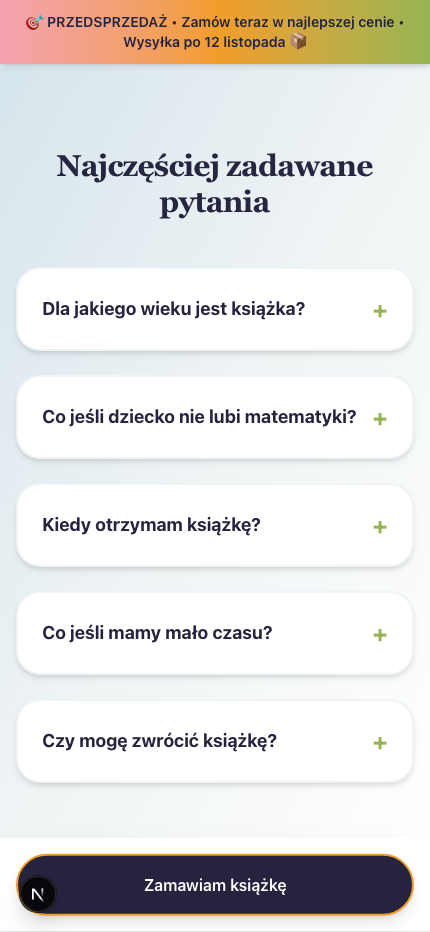 🎯 PRZEDSPRZEDAŻ • Zamów teraz w najlepszej cenie •
Wysyłka po 12 listopada 📦
Najczęściej zadawane
pytania
Dla jakiego wieku jest książka? +
Co jeśli dziecko nie lubi matematyki? +
Kiedy otrzymam książkę? +
Co jeśli mamy mało czasu? +
Czy mogę zwrócić książkę? +
Zamawiam książkę
N